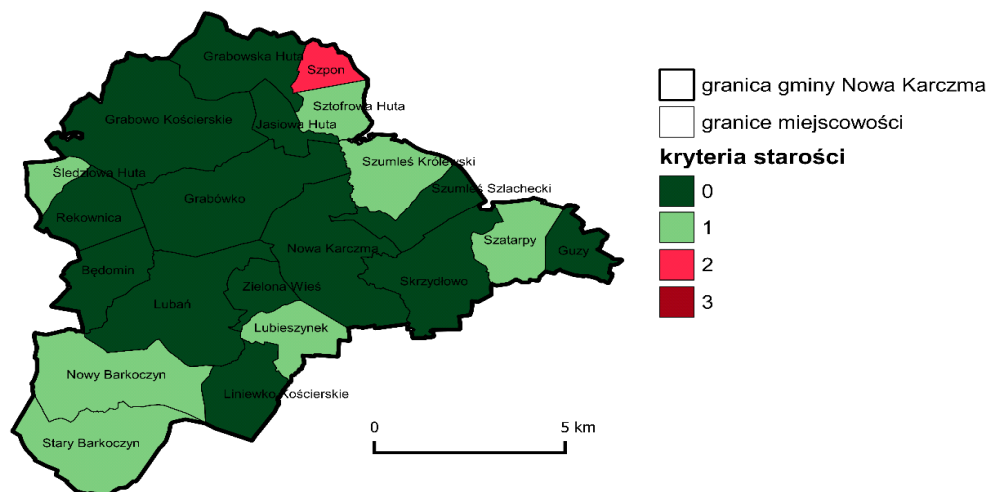 Grabowska Huta
Szpon
Sztofrowa Huta
Grabowo Kościerskie
Jasiowa Huta
Szumleś Królewski
Śledziowa Huta
Szumleś Szlachecki
Grabówko
Rekownica
Szatarpy
Nowa Karczma
Guzy
Będomin
Skrzydłowo
Zielona Wieś
Lubań
Lubieszynek
Nowy Barkoczyn
Liniewko Kościerskie
Stary Barkoczyn
0 5 km
granica gminy Nowa Karczma
granice miejscowości
kryteria starości
0
1
2
3